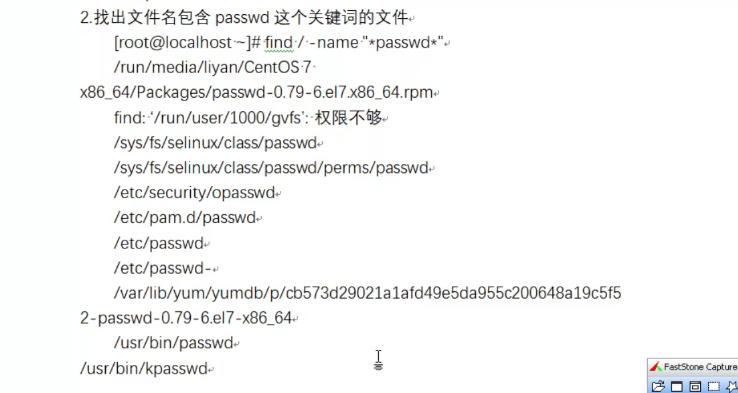 2.找出文件名包含 passwd 这个关键词的文件
[root@localhost ~]# find / -name "*passwd*"
/run/media/liyan/CentOS 7
x86_64/Packages/passwd-0.79-6.el7.x86_64.rpm
find: ‘/run/user/1000/gvfs’: 权限不够
/sys/fs/selinux/class/passwd
/sys/fs/selinux/class/passwd/perms/passwd
/etc/security/opasswd
/etc/pam.d/passwd
/etc/passwd
/etc/passwd-
/var/lib/yum/yumdb/p/cb573d29021a1afd49e5da955c200648a19c5f5
2-passwd-0.79-6.el7-x86_64
/usr/bin/passwd
/usr/bin/kpasswd
FastStone Capture